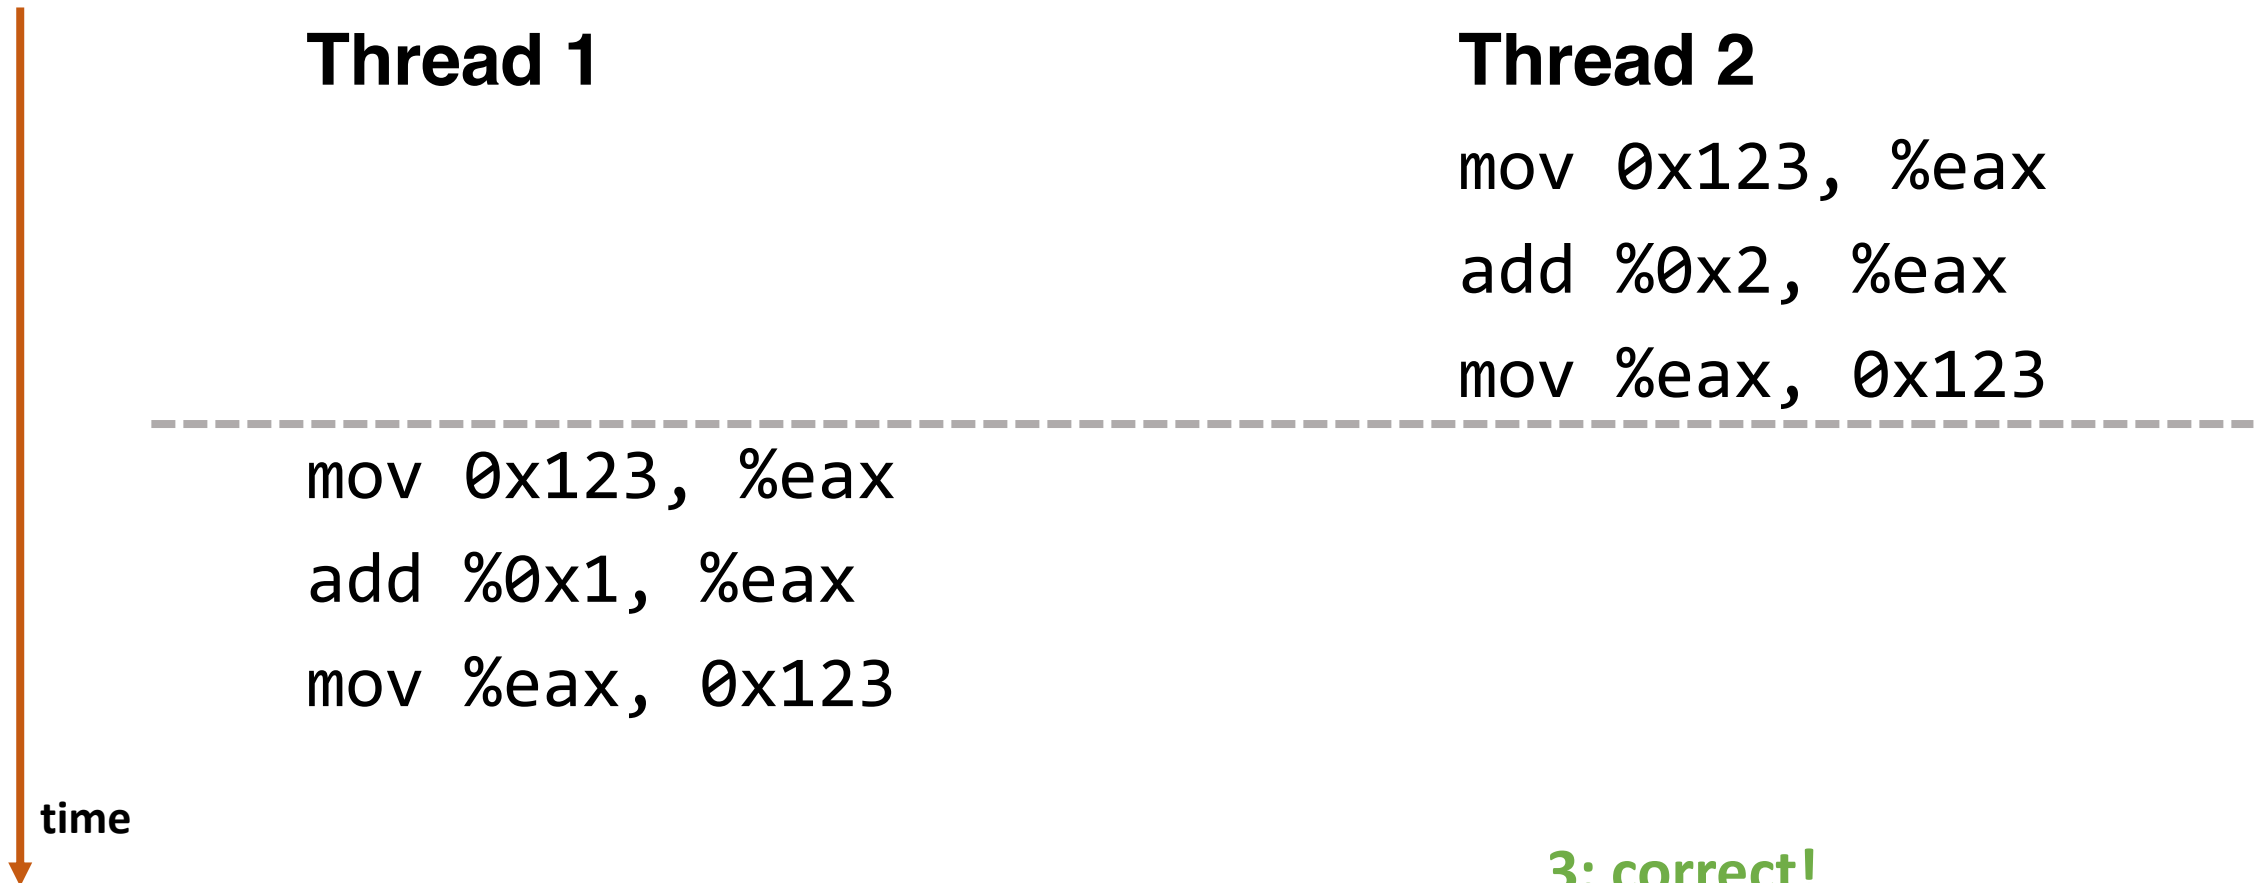 Thread 1
Thread 2
mov 0x123, %eax
add %0x2, %eax
mov %eax, 0x123
mov 0x123, %eax
add %0x1, %eax
mov %eax, 0x123
time
3: correct!